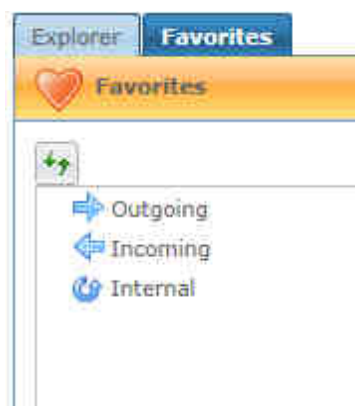 Explorer Favorites
Favorites
Outgoing
Incoming
Internal